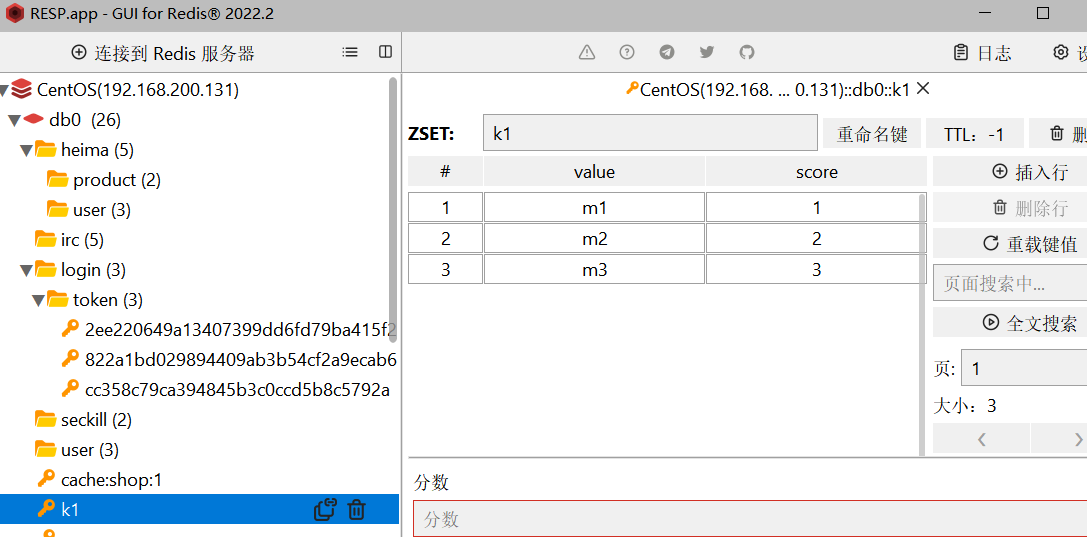 RESP.app - GUI for Redis® 2022.2
连接到 Redis 服务器
日志
CentOS(192.168.200.131)
db0 (26)
heima (5)
product (2)
user (3)
irc (5)
login (3)
token (3)
2ee220649a13407399dd6fd79ba415f2
822a1bd029894409ab3b54cf2a9ecab6
cc358c79ca394845b3c0ccd5b8c5792a
seckill (2)
user (3)
cache:shop:1
k1
CentOS(192.168. ... 0.131)::db0::k1
ZSET: k1 重命名键 TTL: -1
# value score
1 m1 1
2 m2 2
3 m3 3
插入行
删除行
重载键值
页面搜索中...
全文搜索
页: 1
大小: 3
分数
分数